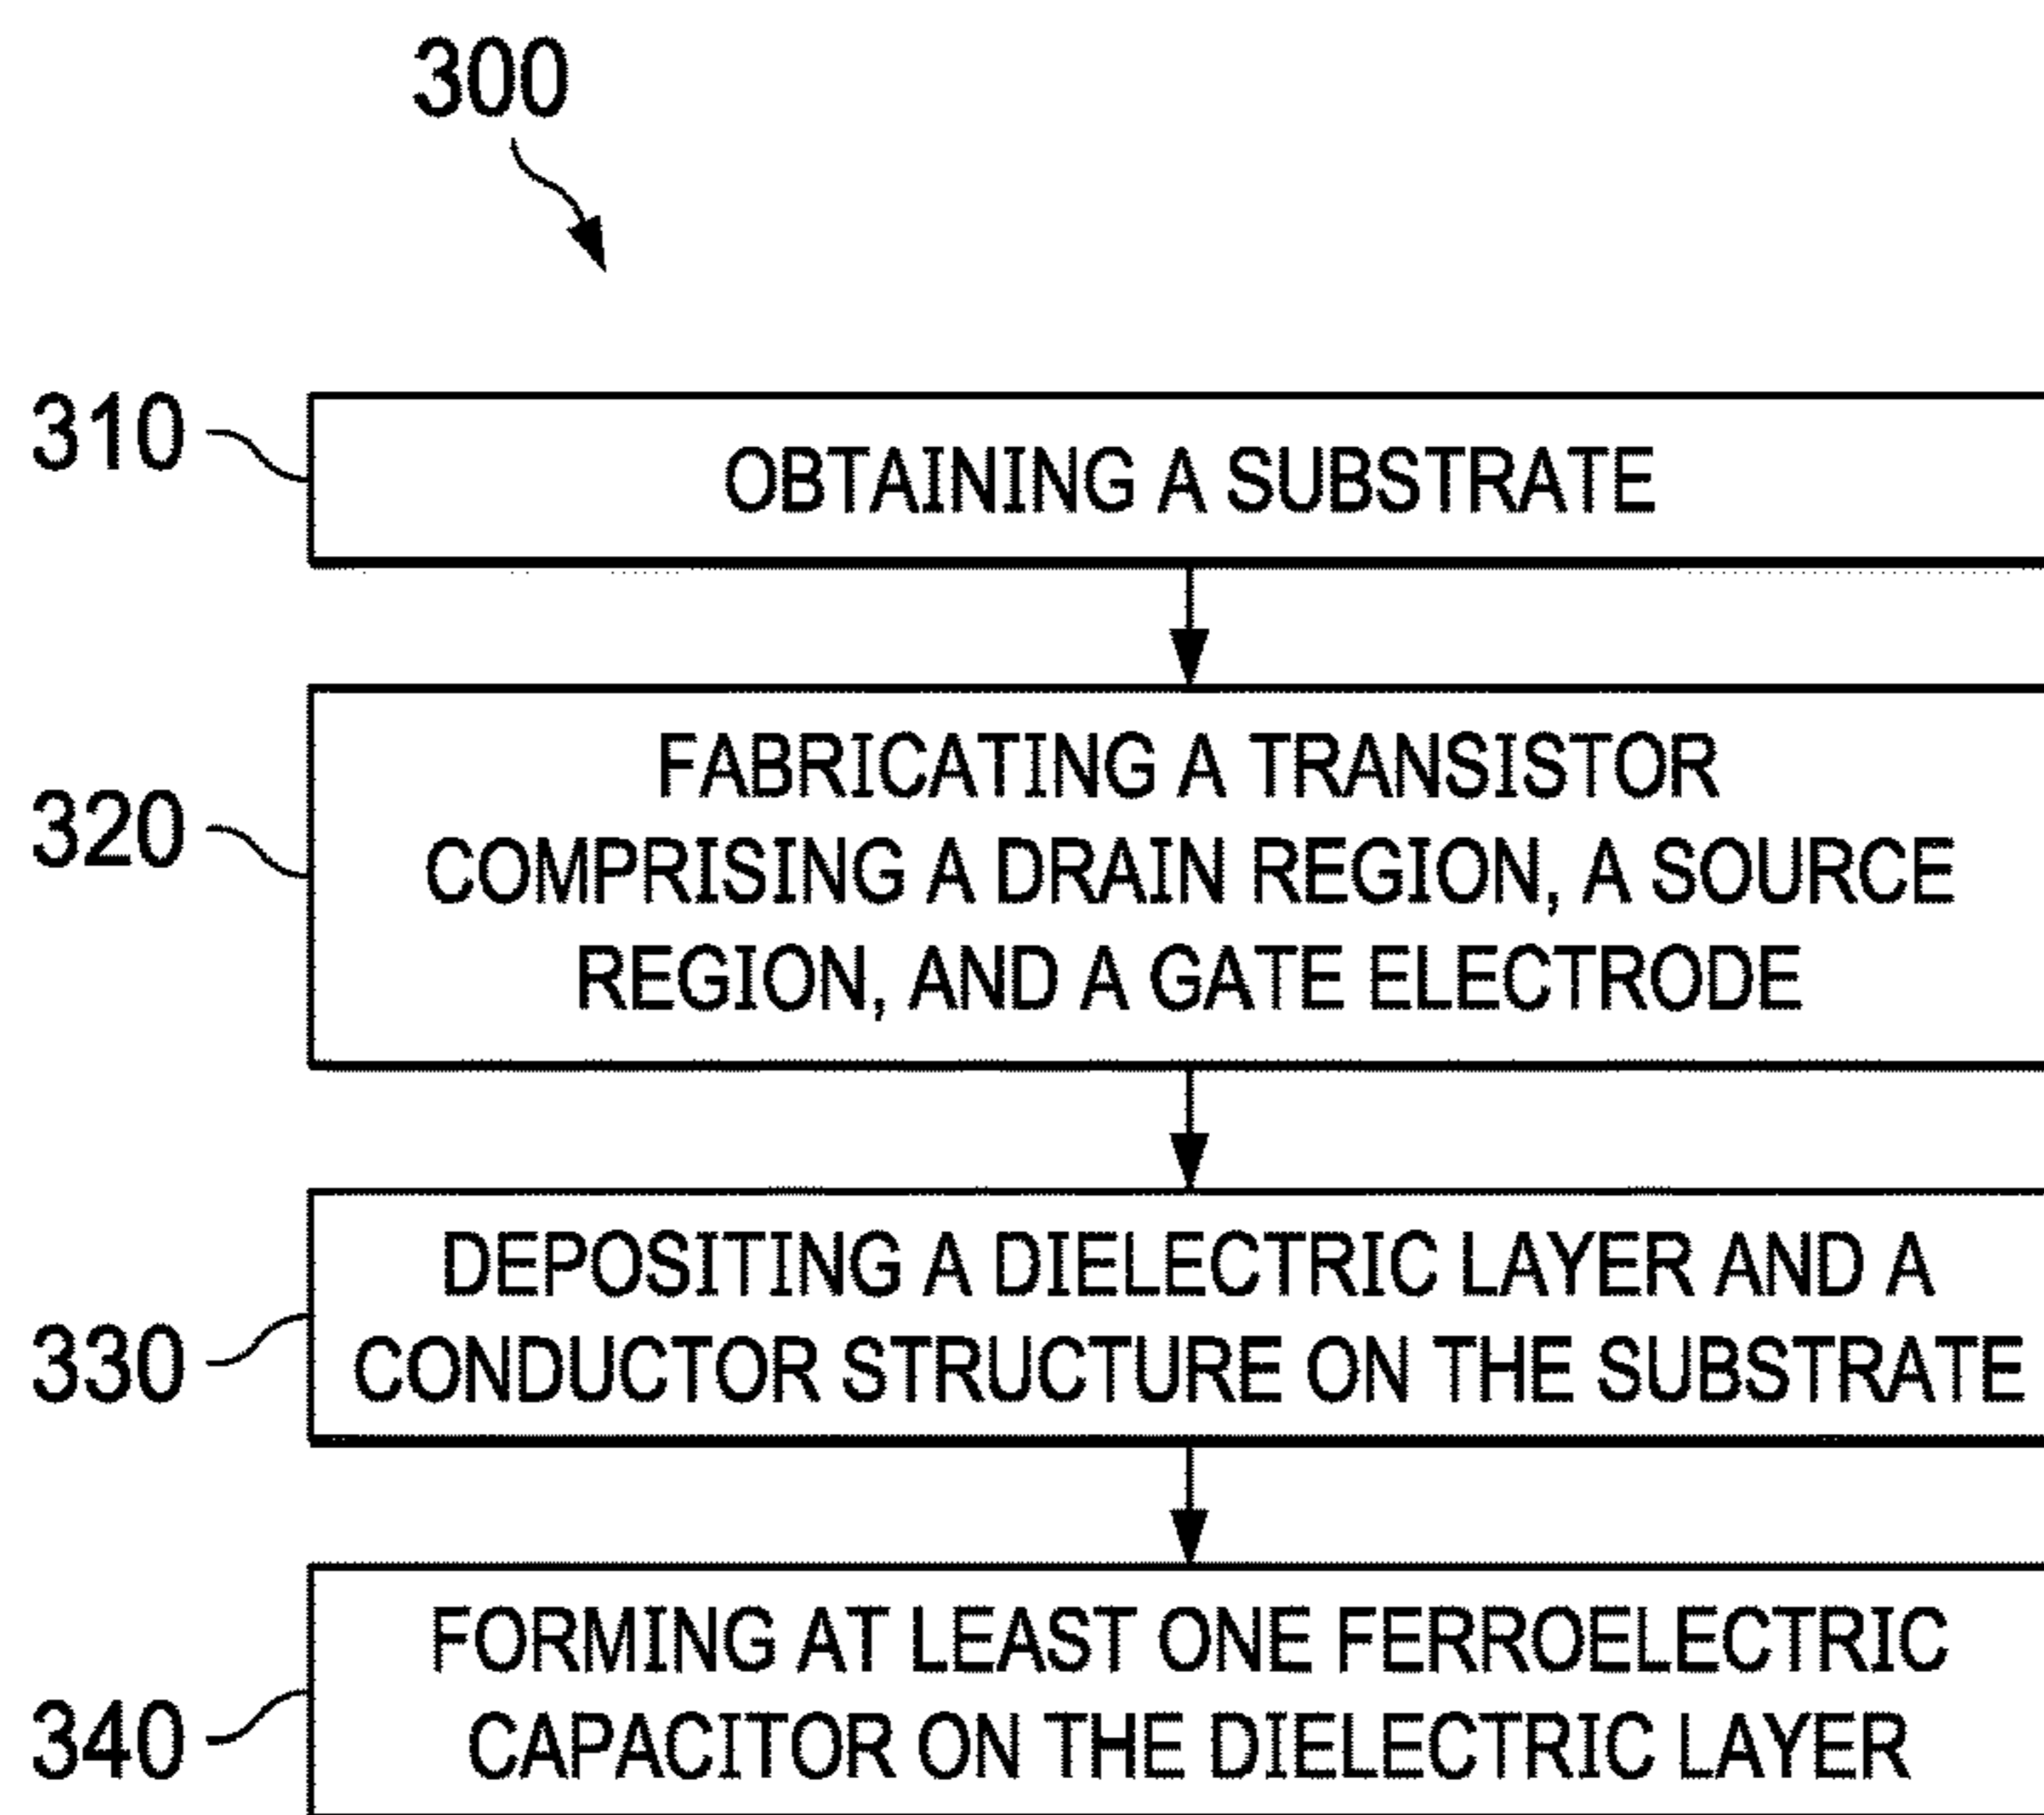 300
310
OBTAINING A SUBSTRATE
320
FABRICATING A TRANSISTOR
COMPRISING A DRAIN REGION, A SOURCE
REGION, AND A GATE ELECTRODE
330
DEPOSITING A DIELECTRIC LAYER AND A
CONDUCTOR STRUCTURE ON THE SUBSTRATE
340
FORMING AT LEAST ONE FERROELECTRIC
CAPACITOR ON THE DIELECTRIC LAYER